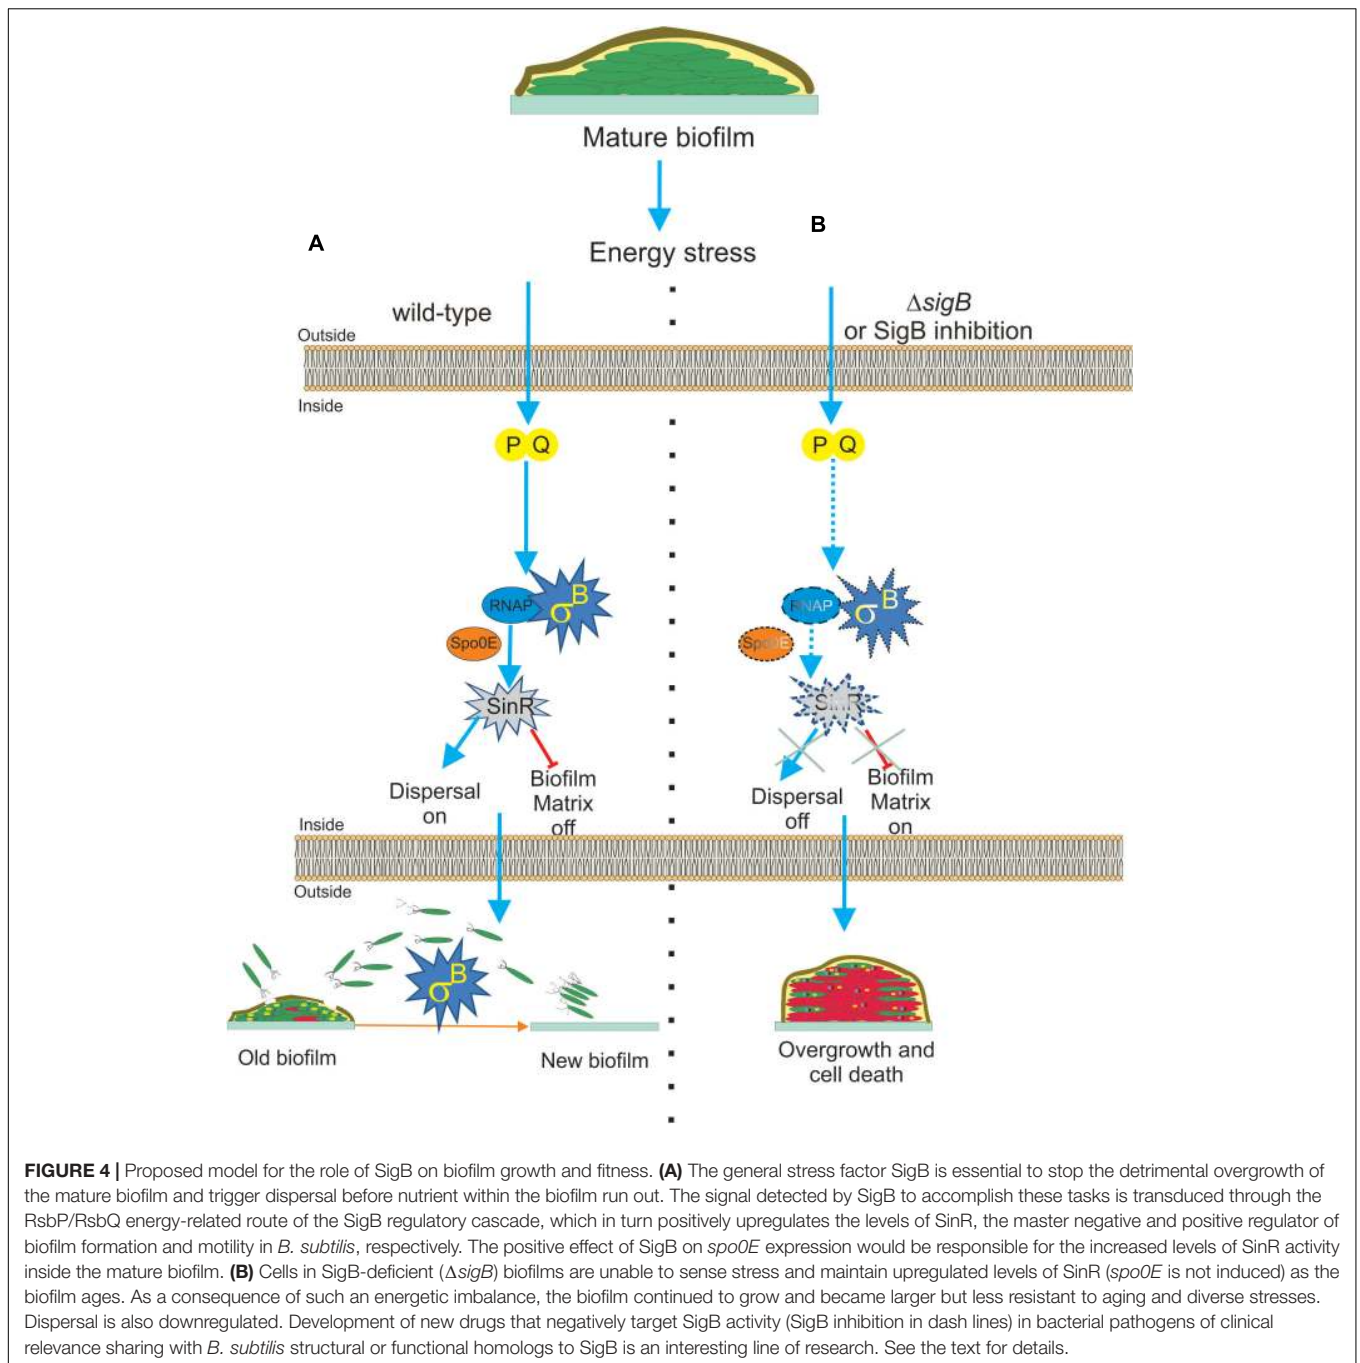 Mature biofilm
Energy stress
A
B
wild-type
ΔsigB
or SigB inhibition
Outside
Inside
P Q
P Q
RNAP
σB
Spo0E
SinR
RNAP
σB
Spo0E
SinR
Dispersal
on
Biofilm
Matrix
off
Dispersal
off
Biofilm
Matrix
on
Inside
Outside
σB
Old biofilm
New biofilm
Overgrowth and
cell death
FIGURE 4 | Proposed model for the role of SigB on biofilm growth and fitness. (A) The general stress factor SigB is essential to stop the detrimental overgrowth of
the mature biofilm and trigger dispersal before nutrient within the biofilm run out. The signal detected by SigB to accomplish these tasks is transduced through the
RsbP/RsbQ energy-related route of the SigB regulatory cascade, which in turn positively upregulates the levels of SinR, the master negative and positive regulator of
biofilm formation and motility in B. subtilis, respectively. The positive effect of SigB on spo0E expression would be responsible for the increased levels of SinR activity
inside the mature biofilm. (B) Cells in SigB-deficient (ΔsigB) biofilms are unable to sense stress and maintain upregulated levels of SinR (spo0E is not induced) as the
biofilm ages. As a consequence of such an energetic imbalance, the biofilm continued to grow and became larger but less resistant to aging and diverse stresses.
Dispersal is also downregulated. Development of new drugs that negatively target SigB activity (SigB inhibition in dash lines) in bacterial pathogens of clinical
relevance sharing with B. subtilis structural or functional homologs to SigB is an interesting line of research. See the text for details.